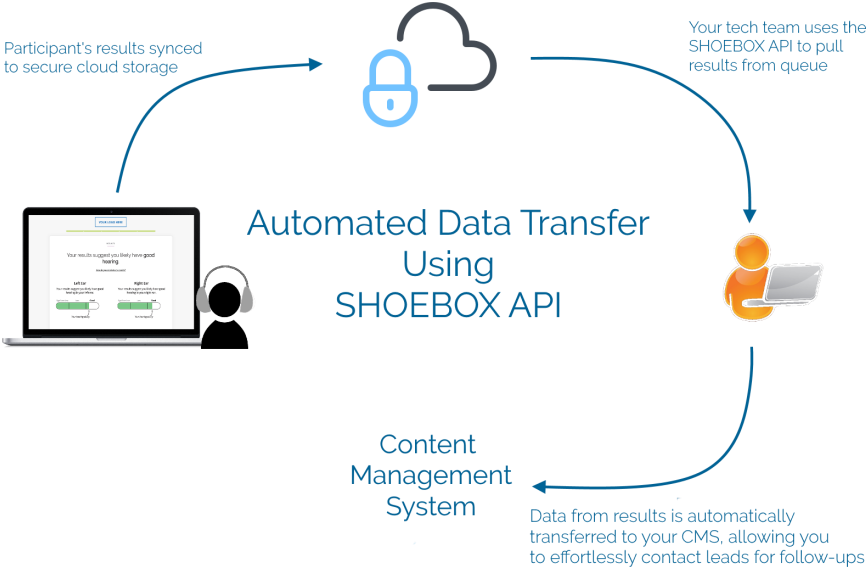 Participant's results synced
to secure cloud storage
Your tech team uses the
SHOEBOX API to pull
results from queue
Automated Data Transfer
Using
SHOEBOX API
YOUR LOGO HERE
Your results suggest you likely have good
hearing.
Left Ear
Right Ear
Content
Management
System
Data from results is automatically
transferred to your CMS, allowing you
to effortlessly contact leads for follow-ups